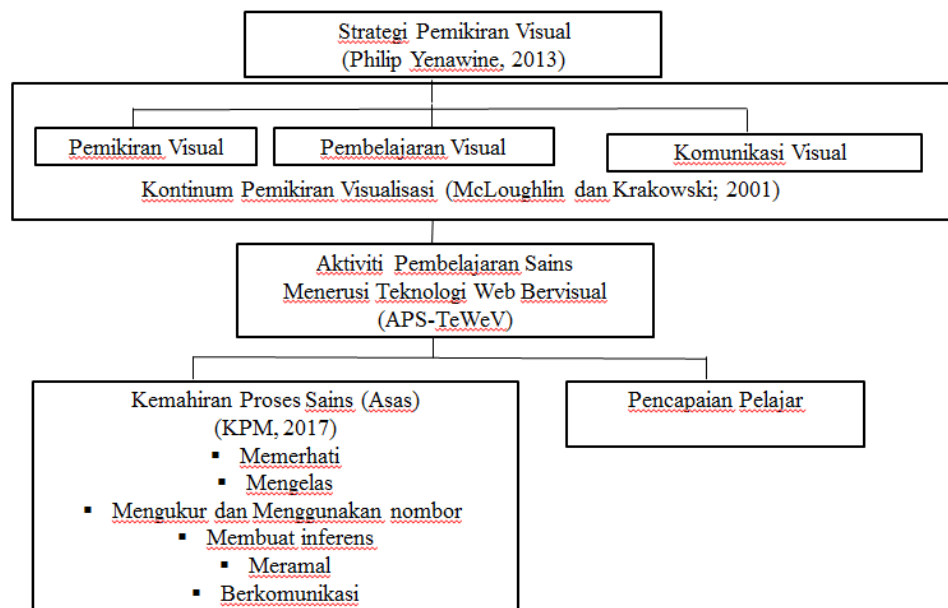 Strategi Pemikiran Visual
(Philip Yenawine, 2013)
Pemikiran Visual
Pembelajaran Visual
Komunikasi Visual
Kontinum Pemikiran Visualisasi (McLoughlin dan Krakowski; 2001)
Aktiviti Pembelajaran Sains
Menerusi Teknologi Web Bervisual
(APS-TeWeV)
Kemahiran Proses Sains (Asas)
(KPM, 2017)
▪ Memerhati
▪ Mengelas
▪ Mengukur dan Menggunakan nombor
▪ Membuat inferens
▪ Meramal
▪ Berkomunikasi
Pencapaian Pelajar